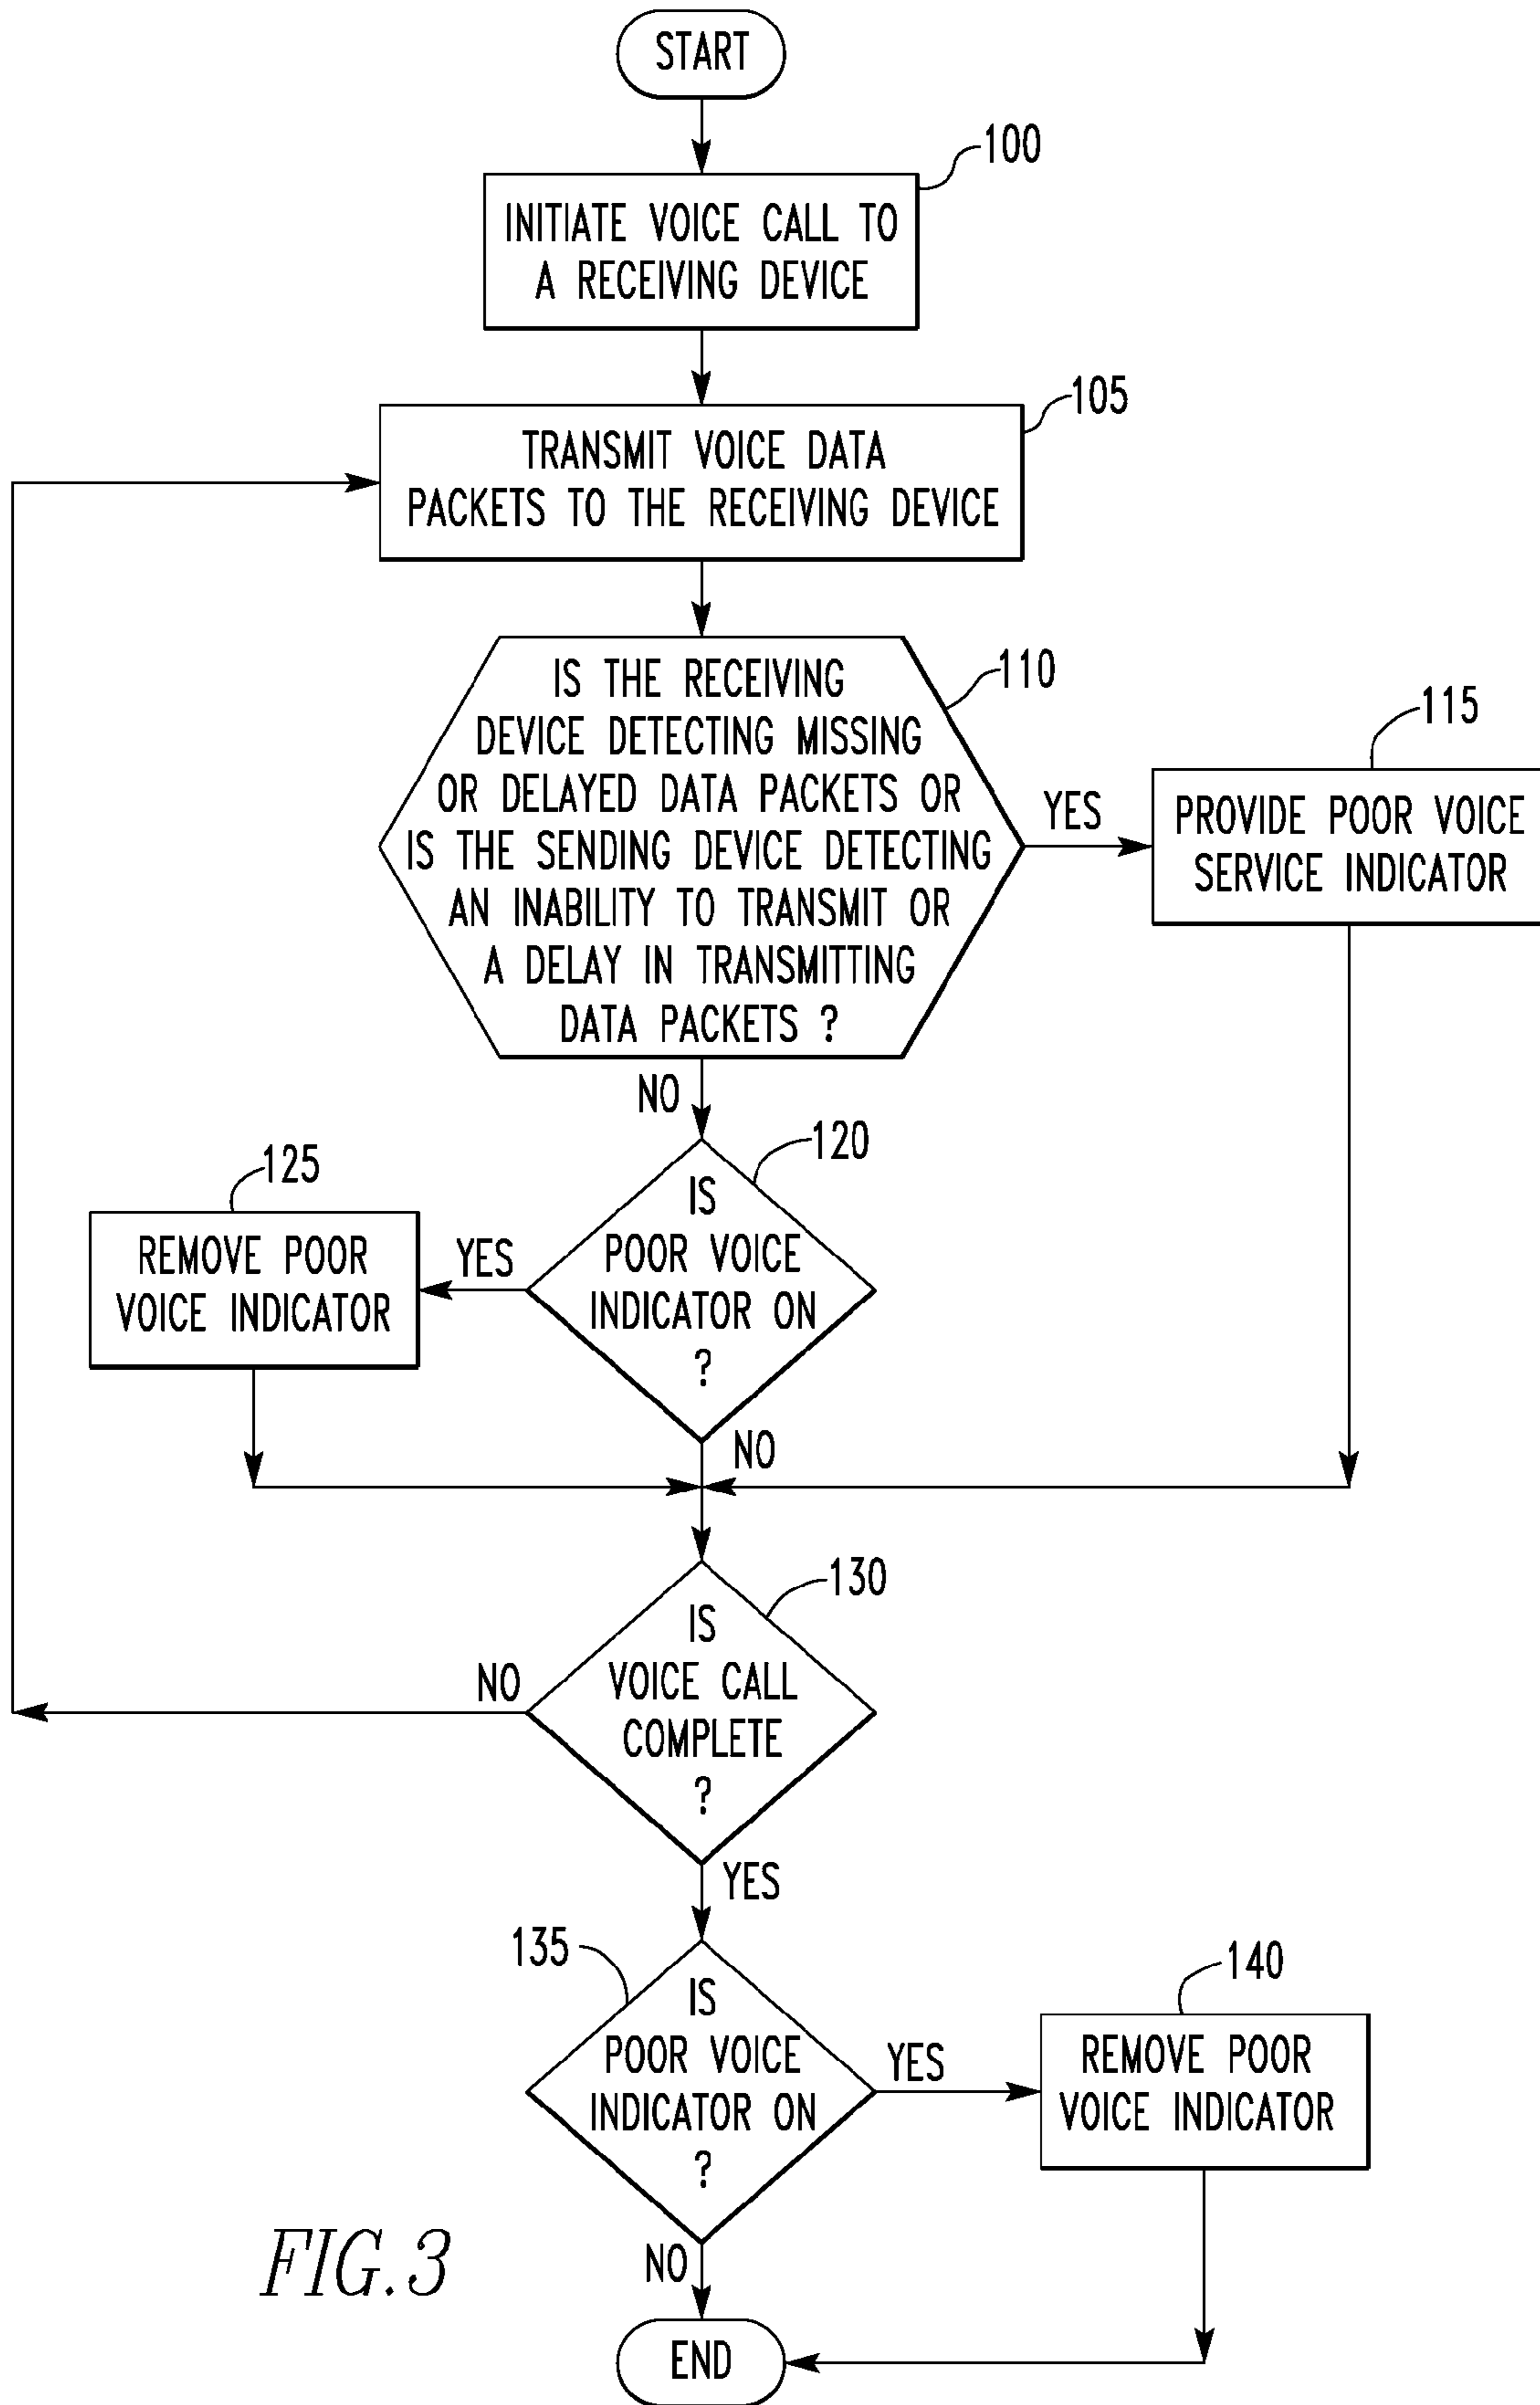 START
100
INITIATE VOICE CALL TO
A RECEIVING DEVICE
105
TRANSMIT VOICE DATA
PACKETS TO THE RECEIVING DEVICE
110
IS THE RECEIVING
DEVICE DETECTING MISSING
OR DELAYED DATA PACKETS OR
IS THE SENDING DEVICE DETECTING
AN INABILITY TO TRANSMIT OR
A DELAY IN TRANSMITTING
DATA PACKETS ?
YES
115
PROVIDE POOR VOICE
SERVICE INDICATOR
NO
120
IS
POOR VOICE
INDICATOR ON
?
YES
125
REMOVE POOR
VOICE INDICATOR
NO
130
IS
VOICE CALL
COMPLETE
?
NO
YES
135
IS
POOR VOICE
INDICATOR ON
?
YES
140
REMOVE POOR
VOICE INDICATOR
NO
END
FIG.3